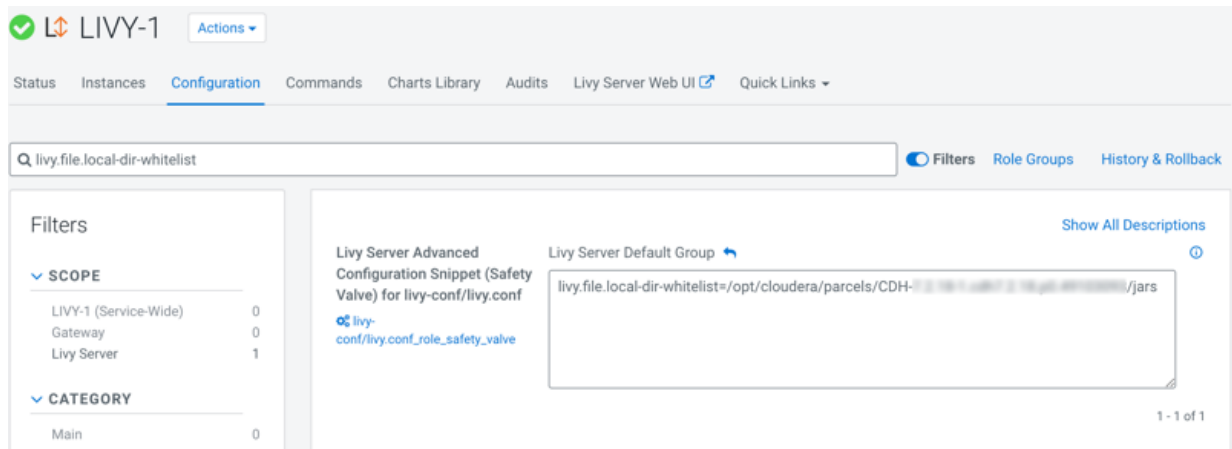 LIVY-1 Actions
Status Instances Configuration Commands Charts Library Audits Livy Server Web UI Quick Links
livy.file.local-dir-whitelist
Filters Role Groups History & Rollback
Filters
SCOPE
LIVY-1 (Service-Wide) 0
Gateway 0
Livy Server 1
CATEGORY
Main 0
Show All Descriptions
Livy Server Advanced
Configuration Snippet (Safety
Valve) for livy-conf/livy.conf
livy-
conf/livy.conf_role_safety_valve
Livy Server Default Group
livy.file.local-dir-whitelist=/opt/cloudera/parcels/CDH- /jars
1 - 1 of 1